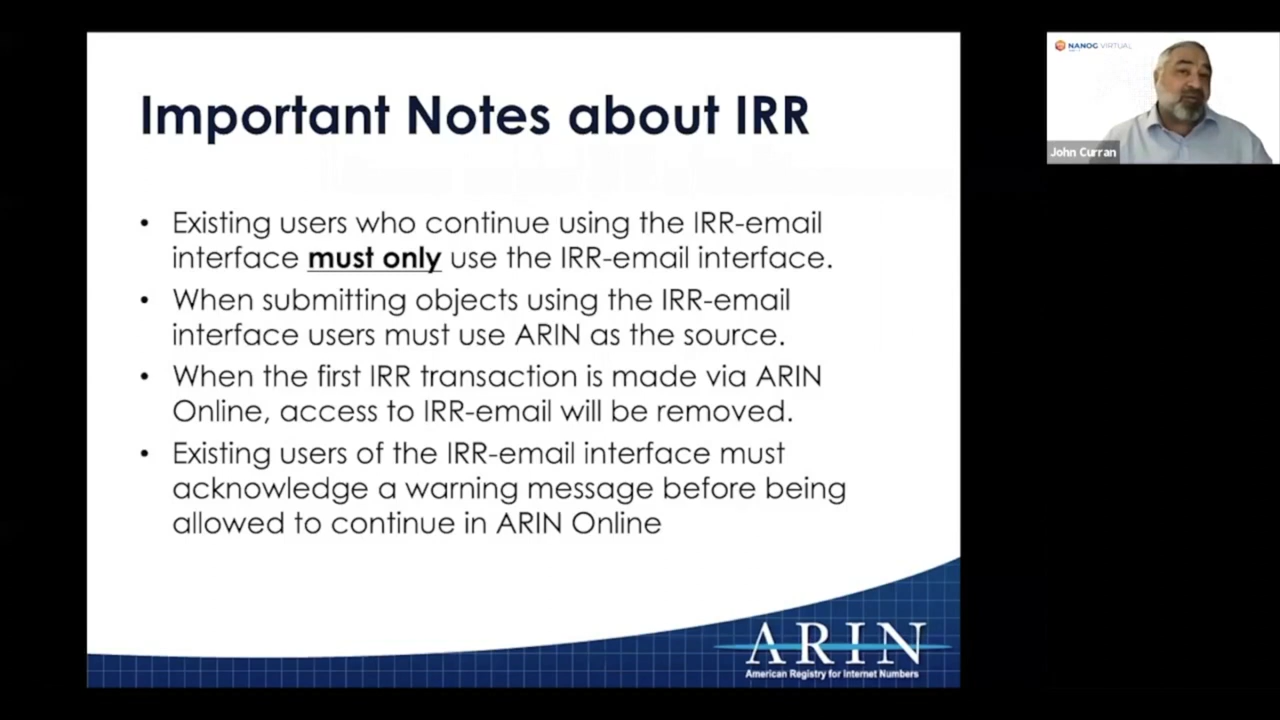 Important Notes about IRR
• Existing users who continue using the IRR-email
interface must only use the IRR-email interface.
• When submitting objects using the IRR-email
interface users must use ARIN as the source.
• When the first IRR transaction is made via ARIN
Online, access to IRR-email will be removed.
• Existing users of the IRR-email interface must
acknowledge a warning message before being
allowed to continue in ARIN Online
ARIN
American Registry for Internet Numbers
NANOG VIRTUAL
John Curran